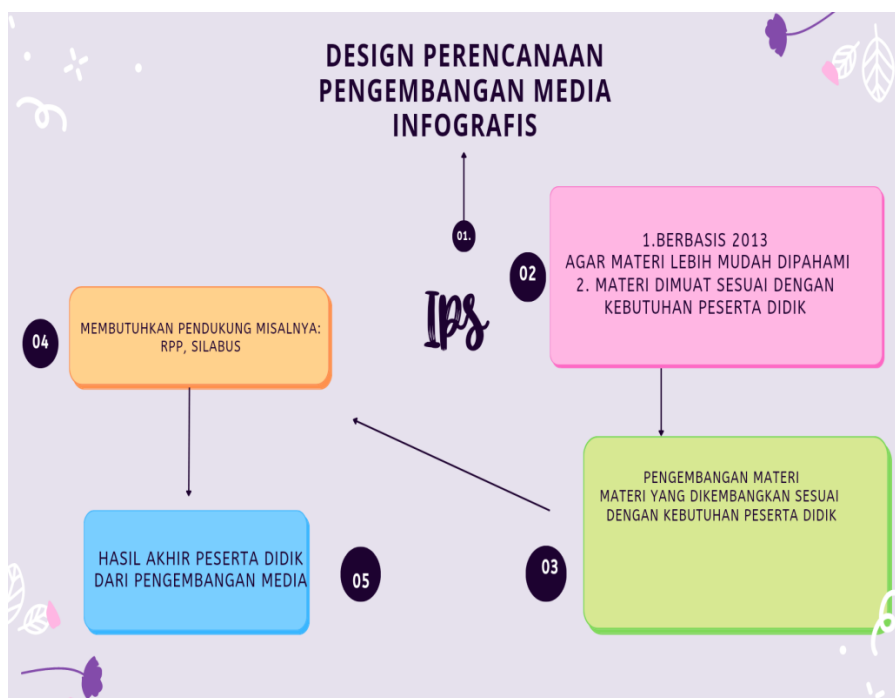 DESIGN PERENCANAAN
PENGEMBANGAN MEDIA
INFOGRAFIS
01.
Ips
02
1.BERBASIS 2013
AGAR MATERI LEBIH MUDAH DIPAHAMI
2. MATERI DIMUAT SESUAI DENGAN
KEBUTUHAN PESERTA DIDIK
03
PENGEMBANGAN MATERI
MATERI YANG DIKEMBANGKAN SESUAI
DENGAN KEBUTUHAN PESERTA DIDIK
04
MEMBUTUHKAN PENDUKUNG MISALNYA:
RPP, SILABUS
05
HASIL AKHIR PESERTA DIDIK
DARI PENGEMBANGAN MEDIA